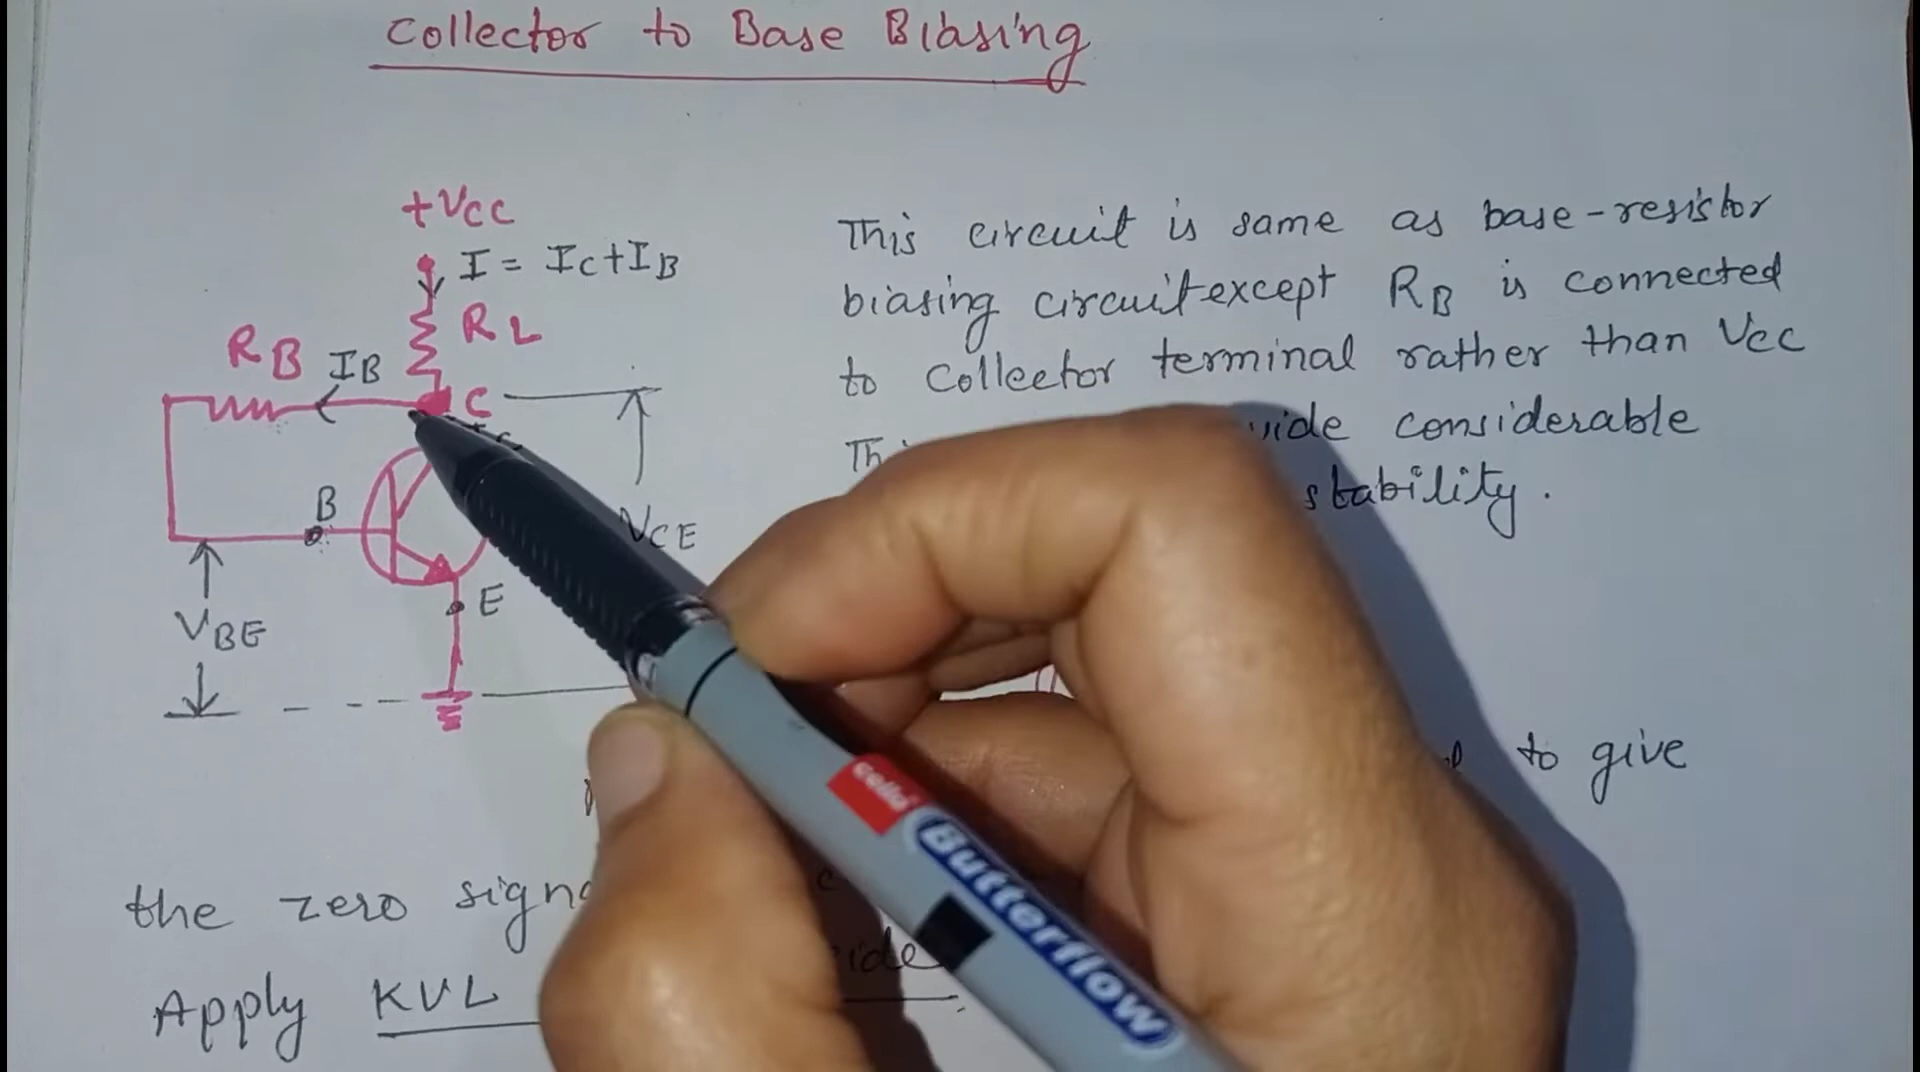 Collector to Base Biasing
+VCC
I = IC+IB
RL
RB
IB
C
B
VCE
E
VBE
This circuit is same as base-resistor
biasing circuit except RB is connected
to collector terminal rather than VCC
considerable
stability.
to give
the zero
Apply KVL
cello
Butterflow